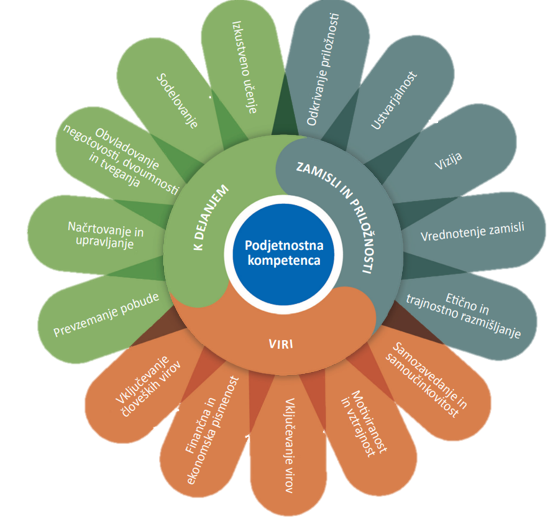 Podjetnostna
kompetenca
ZAMISLI IN PRILOŽNOSTI
Odkrivanje priložnosti
Ustvarjalnost
Vizija
Vrednotenje zamisli
Etično in
trajnostno razmišljanje
VIRI
Samozavedanje in
samoučinkovitost
Motiviranost
in vztrajnost
Vključevanje virov
Finančna in
ekonomska pismenost
Vključevanje
človeških virov
K DEJANJEM
Prevzemanje pobude
Načrtovanje in
upravljanje
Obvladovanje
negotovosti, dvoumnosti
in tveganja
Sodelovanje
Izkustveno učenje